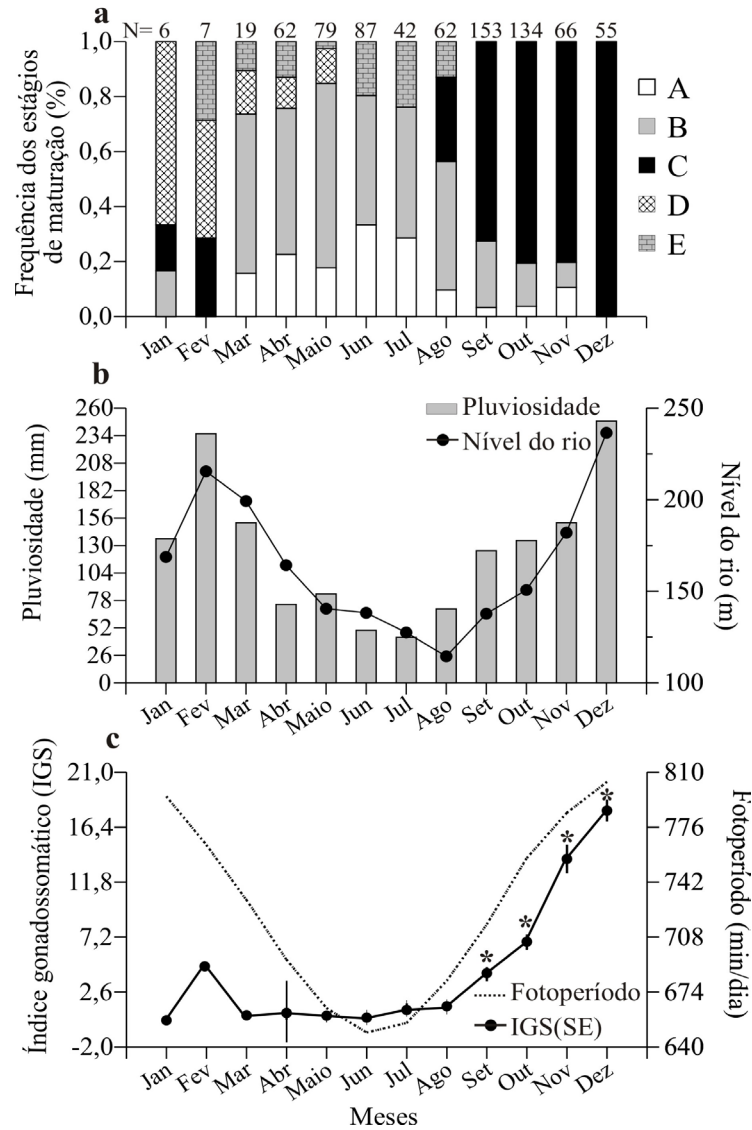 a
N= 6 7 19 62 79 87 42 62 153 134 66 55
Frequência dos estágios
de maturação (%)
1,0
0,8
0,6
0,4
0,2
0,0
A
B
C
D
E
Jan Fev Mar Abr Maio Jun Jul Ago Set Out Nov Dez
b
Pluviosidade (mm)
260
234
208
182
156
130
104
78
52
26
0
Pluviosidade
Nível do rio
250
200
150
100
Nível do rio (m)
Jan Fev Mar Abr Maio Jun Jul Ago Set Out Nov Dez
c
Índice gonadossomático (IGS)
21,0
16,4
11,8
7,2
2,6
-2,0
* * * *
Fotoperíodo
IGS(SE)
810
776
742
708
674
640
Fotoperíodo (min/dia)
Jan Fev Mar Abr Maio Jun Jul Ago Set Out Nov Dez
Meses